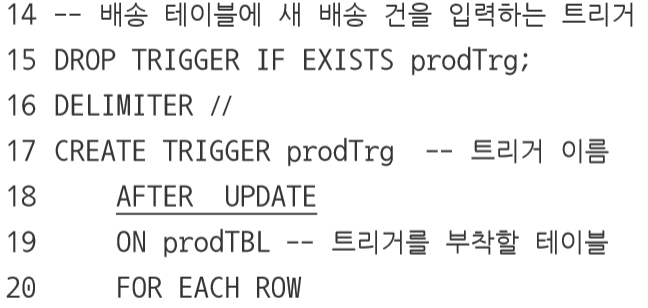 14 -- 배송 테이블에 새 배송 건을 입력하는 트리거
15 DROP TRIGGER IF EXISTS prodTrg;
16 DELIMITER //
17 CREATE TRIGGER prodTrg  -- 트리거 이름
18     AFTER  UPDATE
19     ON prodTBL -- 트리거를 부착할 테이블
20     FOR EACH ROW